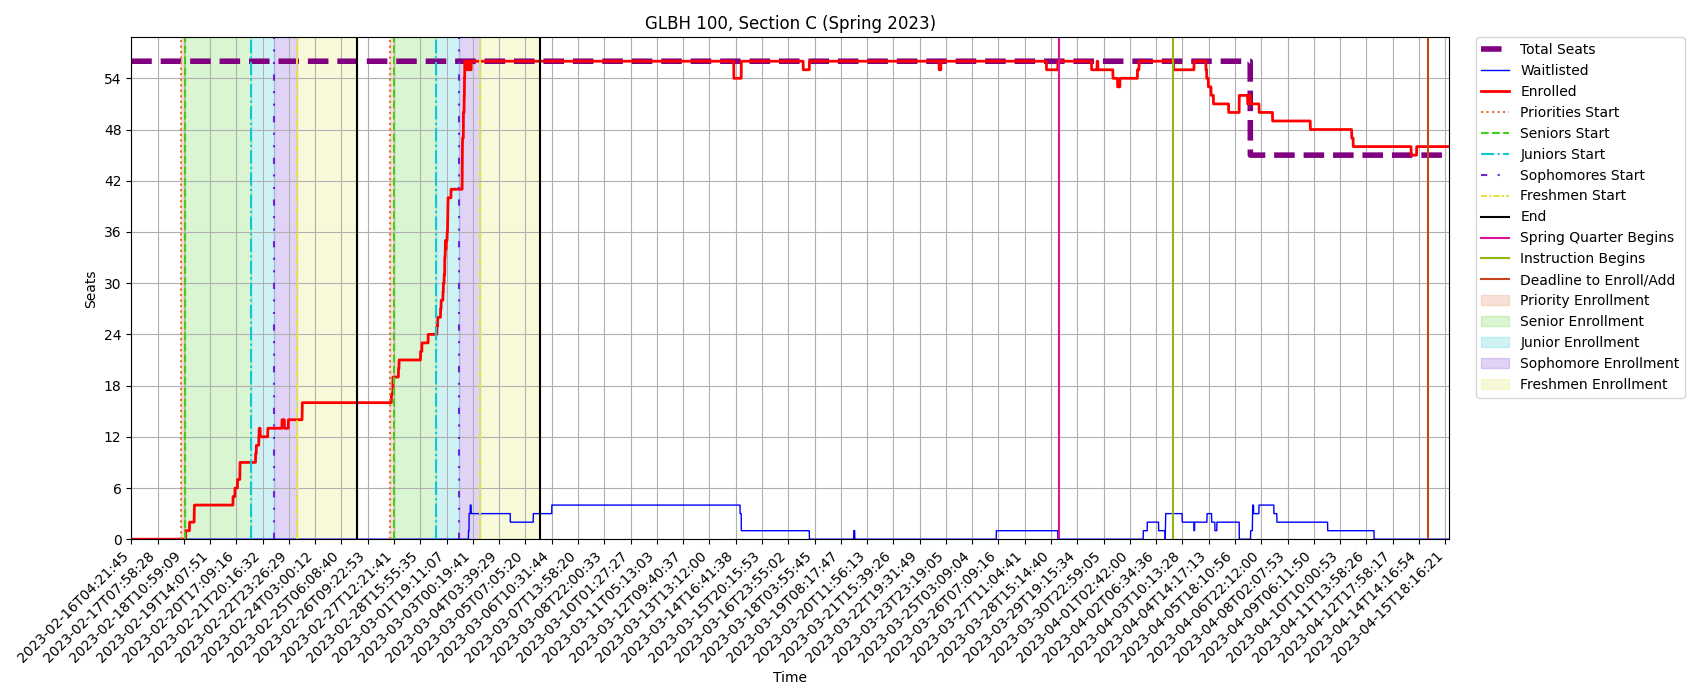 GLBH 100, Section C (Spring 2023)
Total Seats
Waitlisted
Enrolled
Priorities Start
Seniors Start
Juniors Start
Sophomores Start
Freshmen Start
End
Spring Quarter Begins
Instruction Begins
Deadline to Enroll/Add
Priority Enrollment
Senior Enrollment
Junior Enrollment
Sophomore Enrollment
Freshmen Enrollment
Seats
54
48
42
36
30
24
18
12
6
0
2023-02-16T04:21:45
2023-02-17T07:58:28
2023-02-18T10:59:09
2023-02-19T14:07:51
2023-02-20T17:09:16
2023-02-21T20:16:32
2023-02-22T23:26:29
2023-02-24T03:00:12
2023-02-25T06:08:40
2023-02-26T09:22:53
2023-02-27T12:21:41
2023-02-28T15:55:35
2023-03-01T19:11:07
2023-03-03T00:19:41
2023-03-04T03:39:29
2023-03-05T07:05:20
2023-03-06T10:31:44
2023-03-07T13:58:20
2023-03-08T22:00:33
2023-03-10T01:27:27
2023-03-11T05:13:03
2023-03-12T09:40:37
2023-03-13T13:12:00
2023-03-14T16:41:38
2023-03-15T20:15:53
2023-03-16T23:55:02
2023-03-18T03:55:45
2023-03-19T08:17:47
2023-03-20T11:56:13
2023-03-21T15:39:26
2023-03-22T19:31:49
2023-03-23T23:19:05
2023-03-25T03:09:04
2023-03-26T07:09:16
2023-03-27T11:04:41
2023-03-28T15:14:40
2023-03-29T19:15:34
2023-03-30T22:59:05
2023-04-01T02:42:00
2023-04-02T06:34:36
2023-04-03T10:13:28
2023-04-04T14:17:13
2023-04-05T18:10:56
2023-04-06T22:12:00
2023-04-08T02:07:53
2023-04-09T06:11:50
2023-04-10T10:00:53
2023-04-11T13:58:26
2023-04-12T17:58:17
2023-04-14T14:16:54
2023-04-15T18:16:21
Time